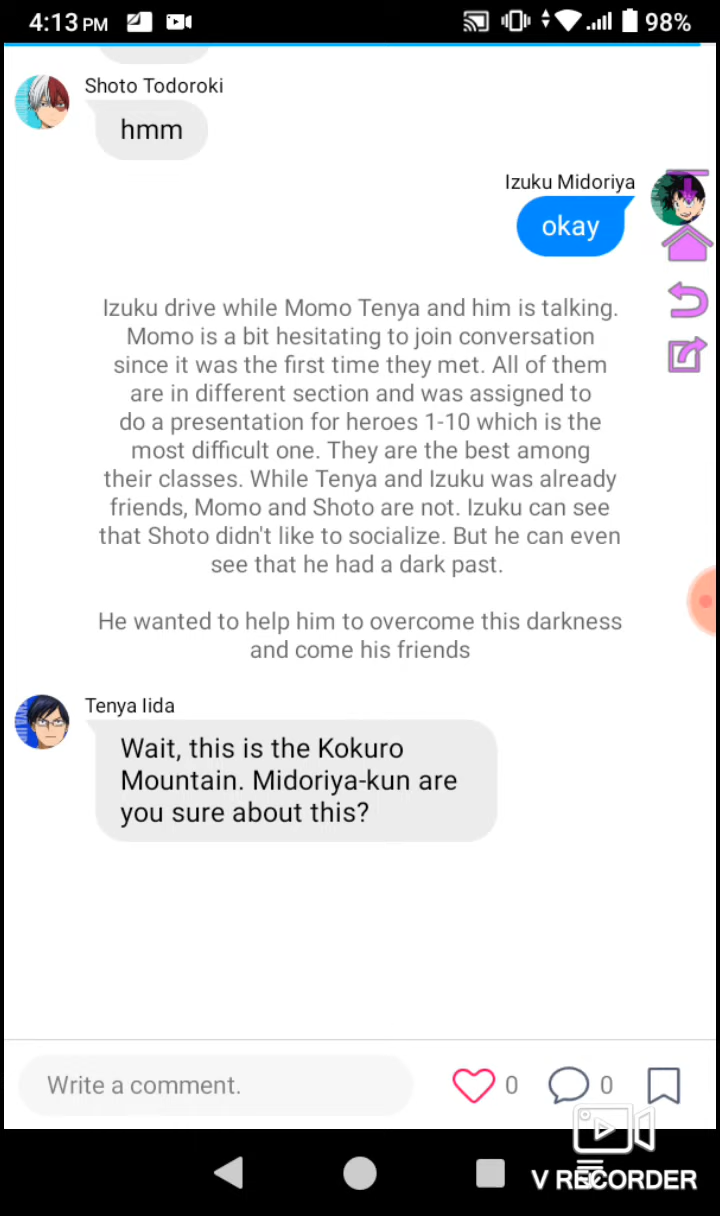 4:13 PM
98%
Shoto Todoroki
hmm
Izuku Midoriya
okay
Izuku drive while Momo Tenya and him is talking.
Momo is a bit hesitating to join conversation
since it was the first time they met. All of them
are in different section and was assigned to
do a presentation for heroes 1-10 which is the
most difficult one. They are the best among
their classes. While Tenya and Izuku was already
friends, Momo and Shoto are not. Izuku can see
that Shoto didn't like to socialize. But he can even
see that he had a dark past.
He wanted to help him to overcome this darkness
and come his friends
Tenya Iida
Wait, this is the Kokuro
Mountain. Midoriya-kun are
you sure about this?
Write a comment.
0
0
V RECORDER